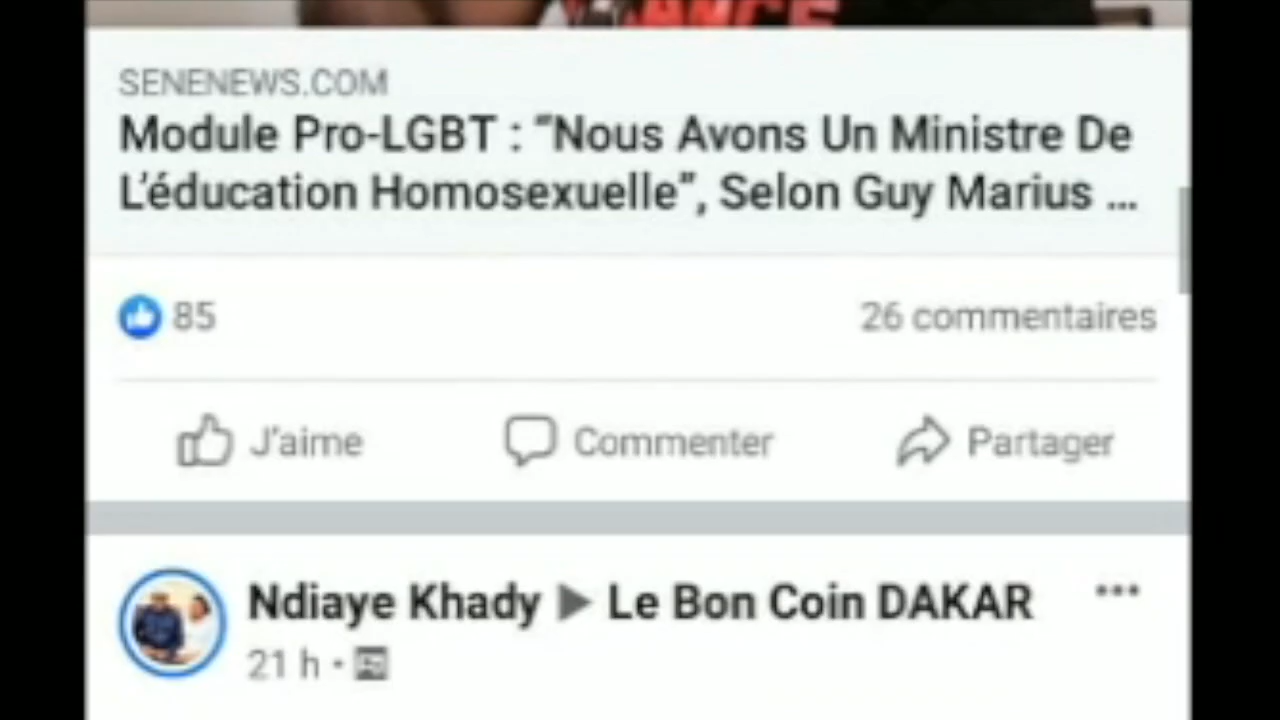 ANCE
SENENEWS.COM
Module Pro-LGBT : “Nous Avons Un Ministre De
L’éducation Homosexuelle”, Selon Guy Marius ...
85
26 commentaires
J’aime
Commenter
Partager
Ndiaye Khady ▶ Le Bon Coin DAKAR
21 h